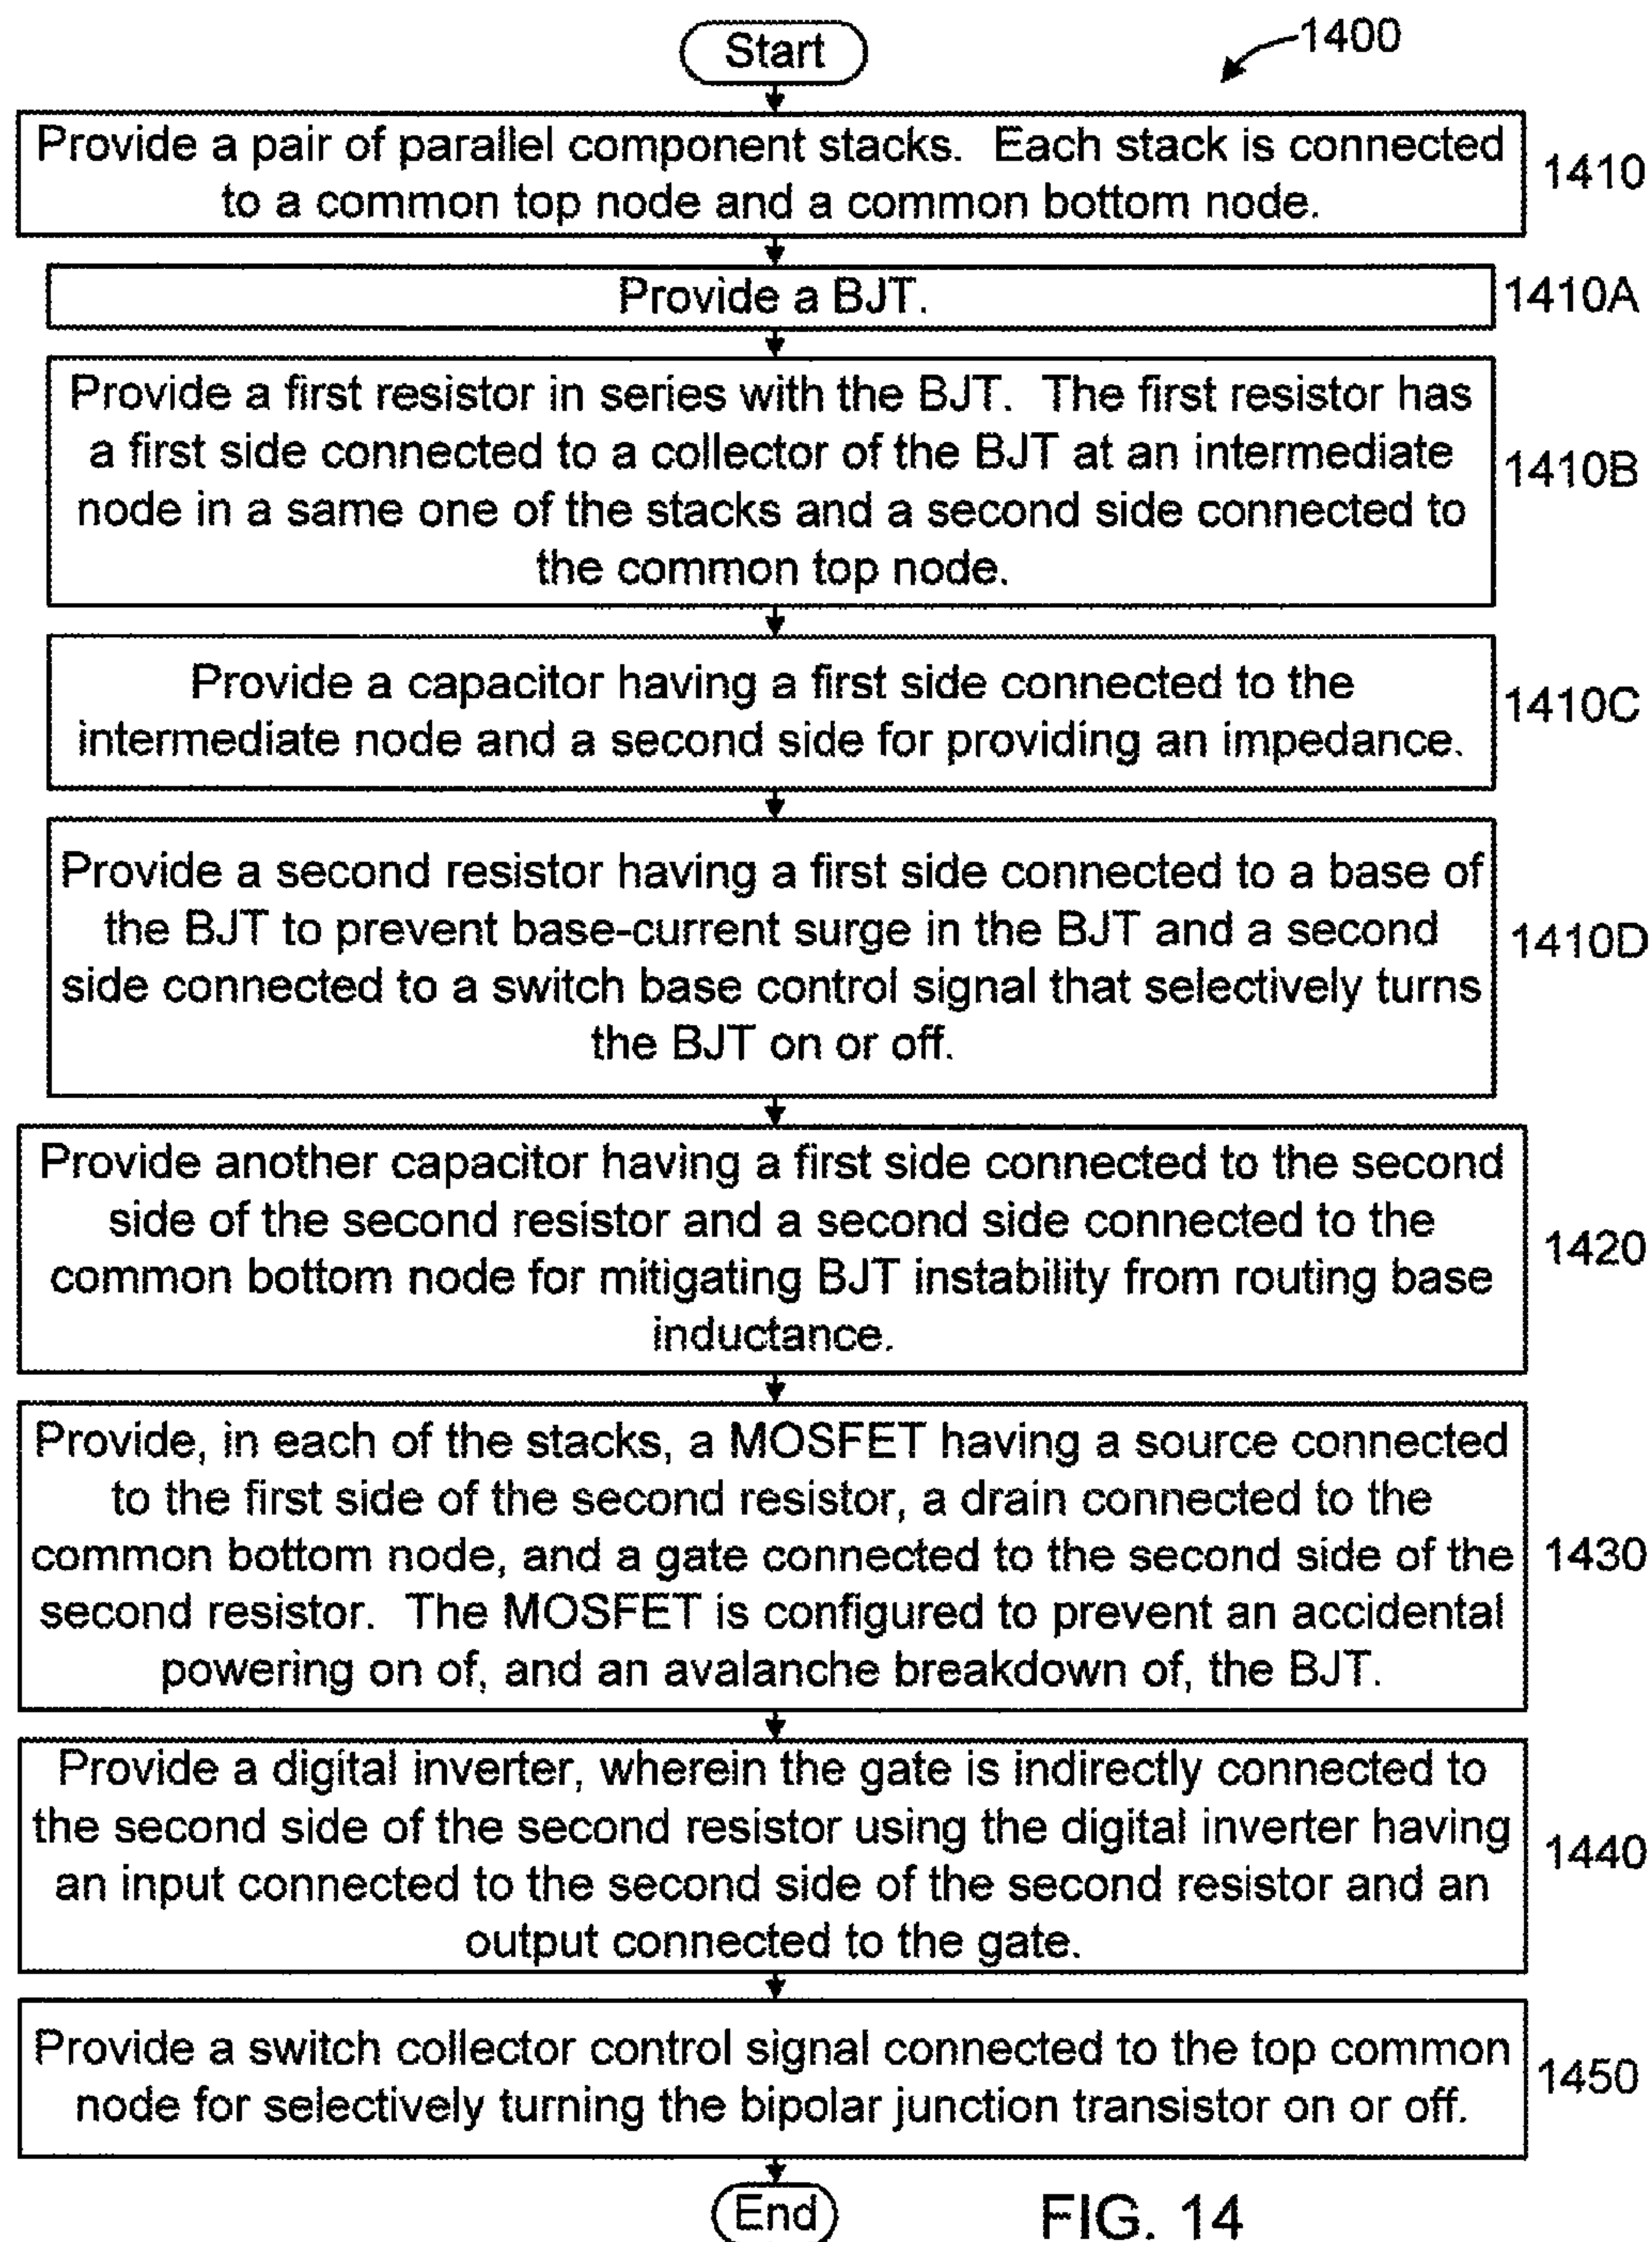 Start
1400
Provide a pair of parallel component stacks. Each stack is connected
to a common top node and a common bottom node.
1410
Provide a BJT.
1410A
Provide a first resistor in series with the BJT. The first resistor has
a first side connected to a collector of the BJT at an intermediate
node in a same one of the stacks and a second side connected to
the common top node.
1410B
Provide a capacitor having a first side connected to the
intermediate node and a second side for providing an impedance.
1410C
Provide a second resistor having a first side connected to a base of
the BJT to prevent base-current surge in the BJT and a second
side connected to a switch base control signal that selectively turns
the BJT on or off.
1410D
Provide another capacitor having a first side connected to the second
side of the second resistor and a second side connected to the
common bottom node for mitigating BJT instability from routing base
inductance.
1420
Provide, in each of the stacks, a MOSFET having a source connected
to the first side of the second resistor, a drain connected to the
common bottom node, and a gate connected to the second side of the
second resistor. The MOSFET is configured to prevent an accidental
powering on of, and an avalanche breakdown of, the BJT.
1430
Provide a digital inverter, wherein the gate is indirectly connected to
the second side of the second resistor using the digital inverter having
an input connected to the second side of the second resistor and an
output connected to the gate.
1440
Provide a switch collector control signal connected to the top common
node for selectively turning the bipolar junction transistor on or off.
1450
End
FIG. 14